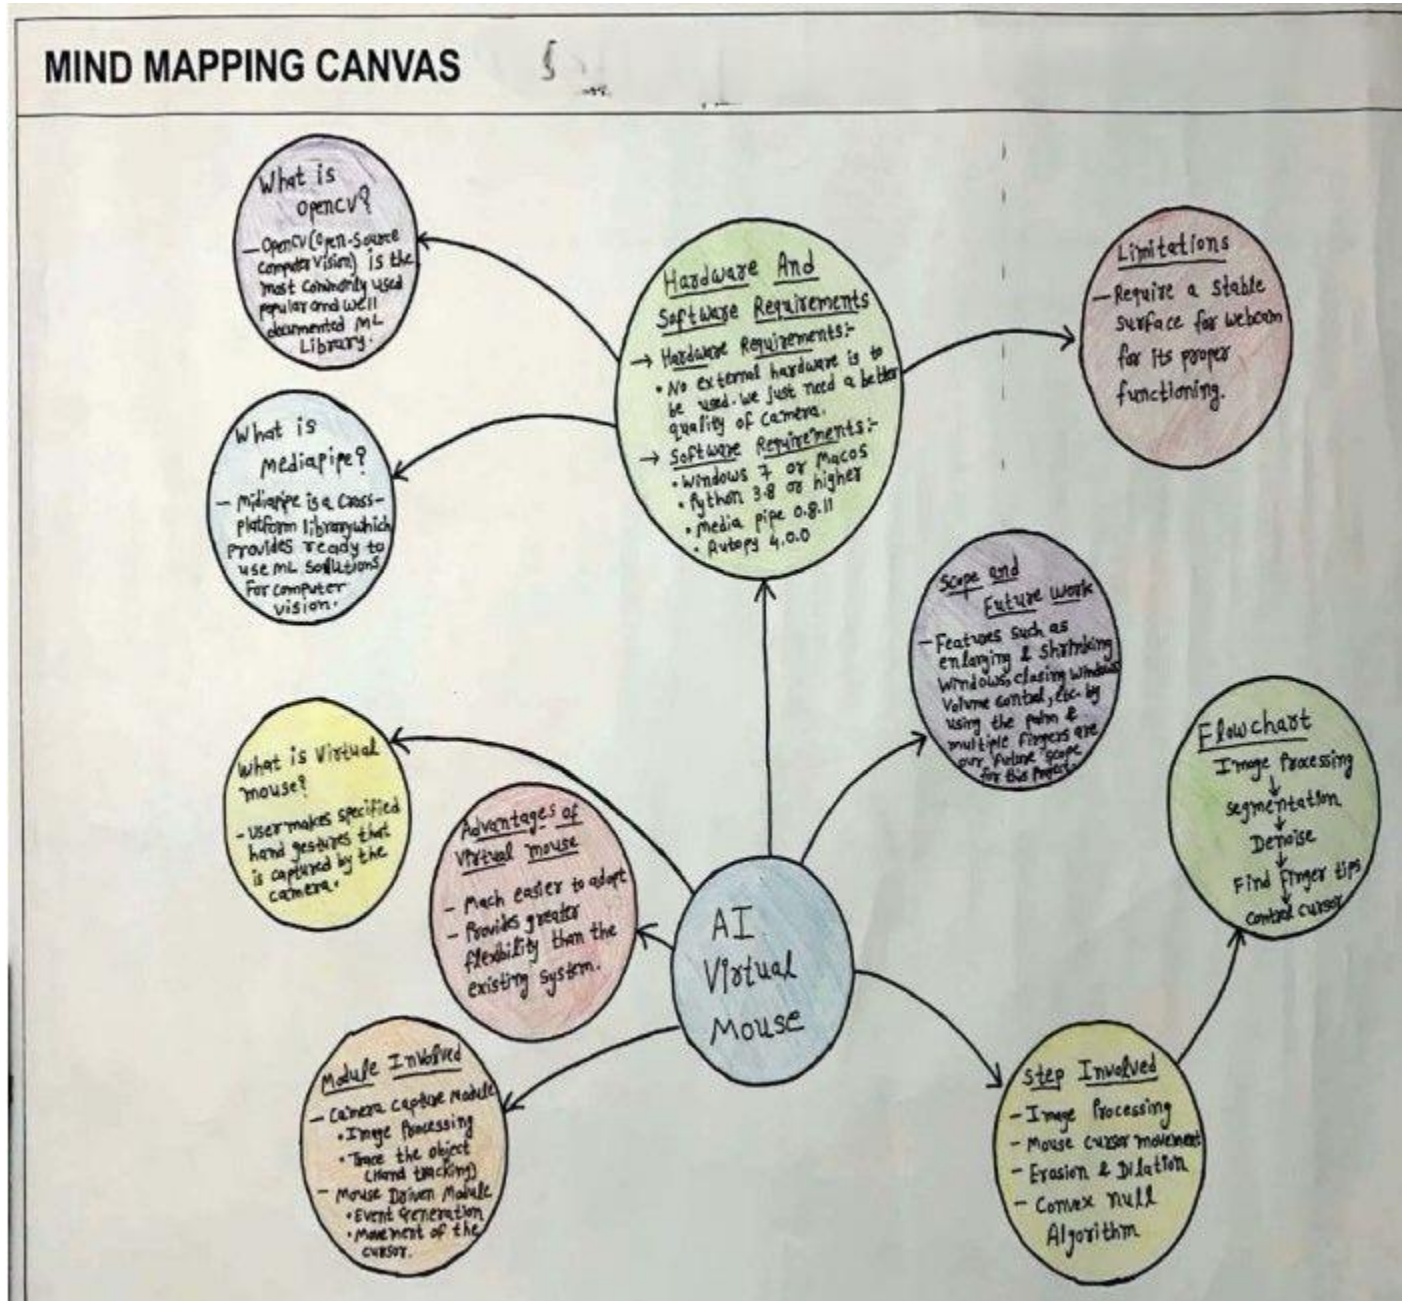 MIND MAPPING CANVAS
What is
OpenCV?
- OpenCV (Open-Source
Computer Vision) is the
most commonly used
popular and well
documented ML
Library.
What is
Mediapipe?
- Midiapipe is a Cross-
platform library which
provides ready to
use ML Solutions
For computer
vision.
Hardware And
Software Requirements
→ Hardware Requirements:-
• No external hardware is to
be used. we just need a better
quality of camera.
→ Software Requirements:-
• Windows 7 or Macos
• Python 3.8 or higher
• Media pipe 0.8.11
• Autopy 4.0.0
Limitations
- Require a stable
surface for webcam
for its proper
functioning.
Scope and
Future Work
- Features such as
enlarging & shrinking
windows, closing windows,
Volume control, etc. by
using the palm &
multiple fingers are
our future scope
for this Project.
What is Virtual
mouse?
- User makes specified
hand gestures that
is captured by the
camera.
Advantages of
Virtual mouse
- Mach easier to adopt
- Provides greater
flexibility than the
existing system.
AI
Virtual
Mouse
Flowchart
Image Processing
↓
Segmentation
↓
Denoise
↓
Find finger tips
↓
Control cursor
Module Involved
- Camera Capture Module
• Image Processing
• Trace the object
(Hand tracking)
- Mouse Driven Module
• Event Generation
• Movement of the
cursor.
Step Involved
- Image Processing
- Mouse cursor movement
- Erasion & Dilation
- Convex null
Algorithm